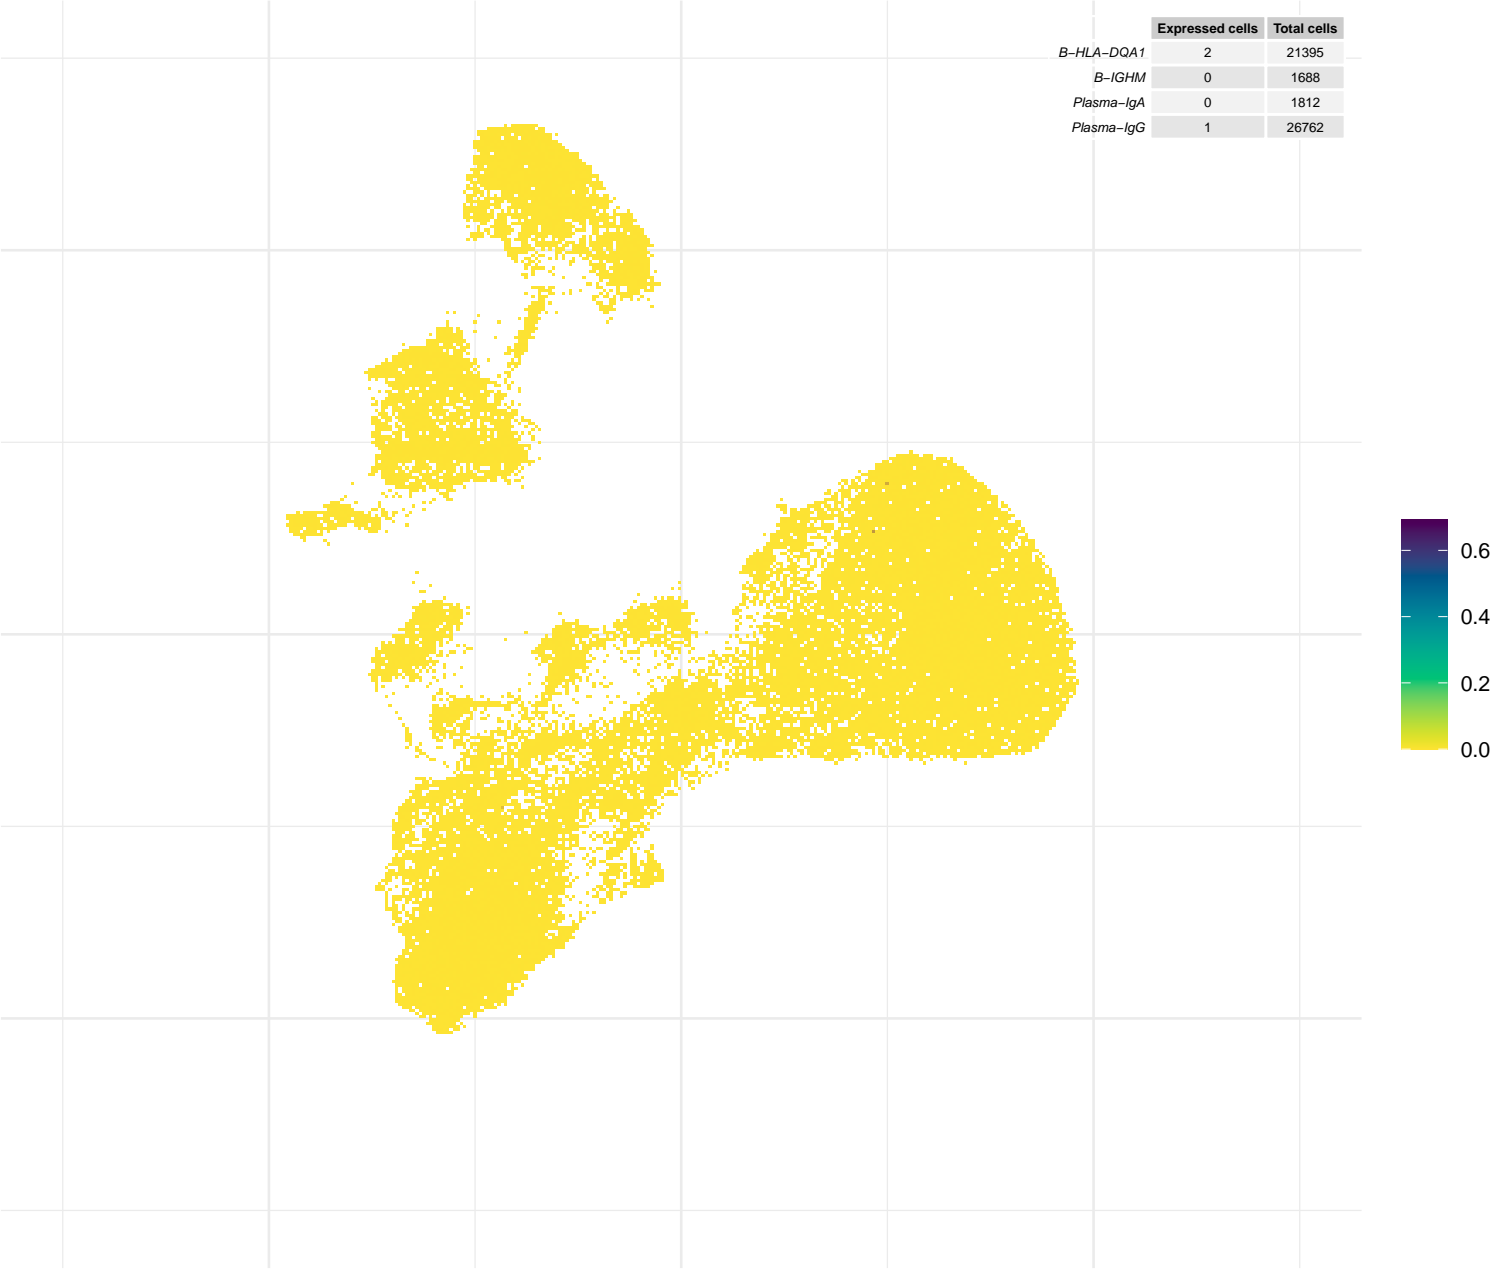 Expressed cells Total cells
B−HLA−DQA1 2 21395
B−IGHM 0 1688
Plasma−IgA 0 1812
Plasma−IgG 1 26762
0.6
0.4
0.2
0.0